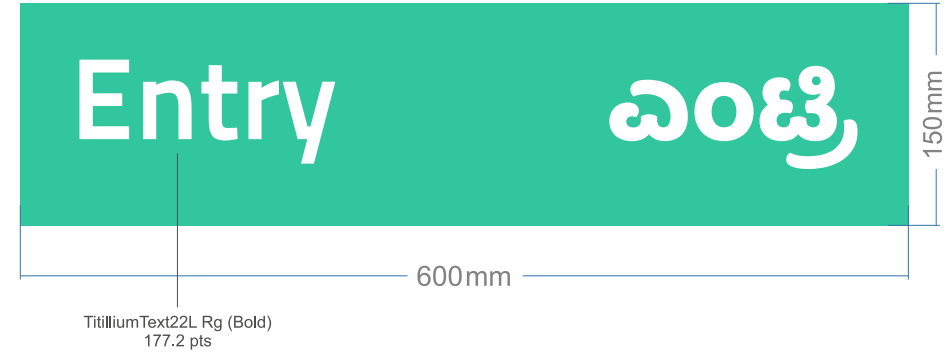 Entry ಎಂಟ್ರಿ
150mm
600mm
TitilliumText22L Rg (Bold)
177.2 pts